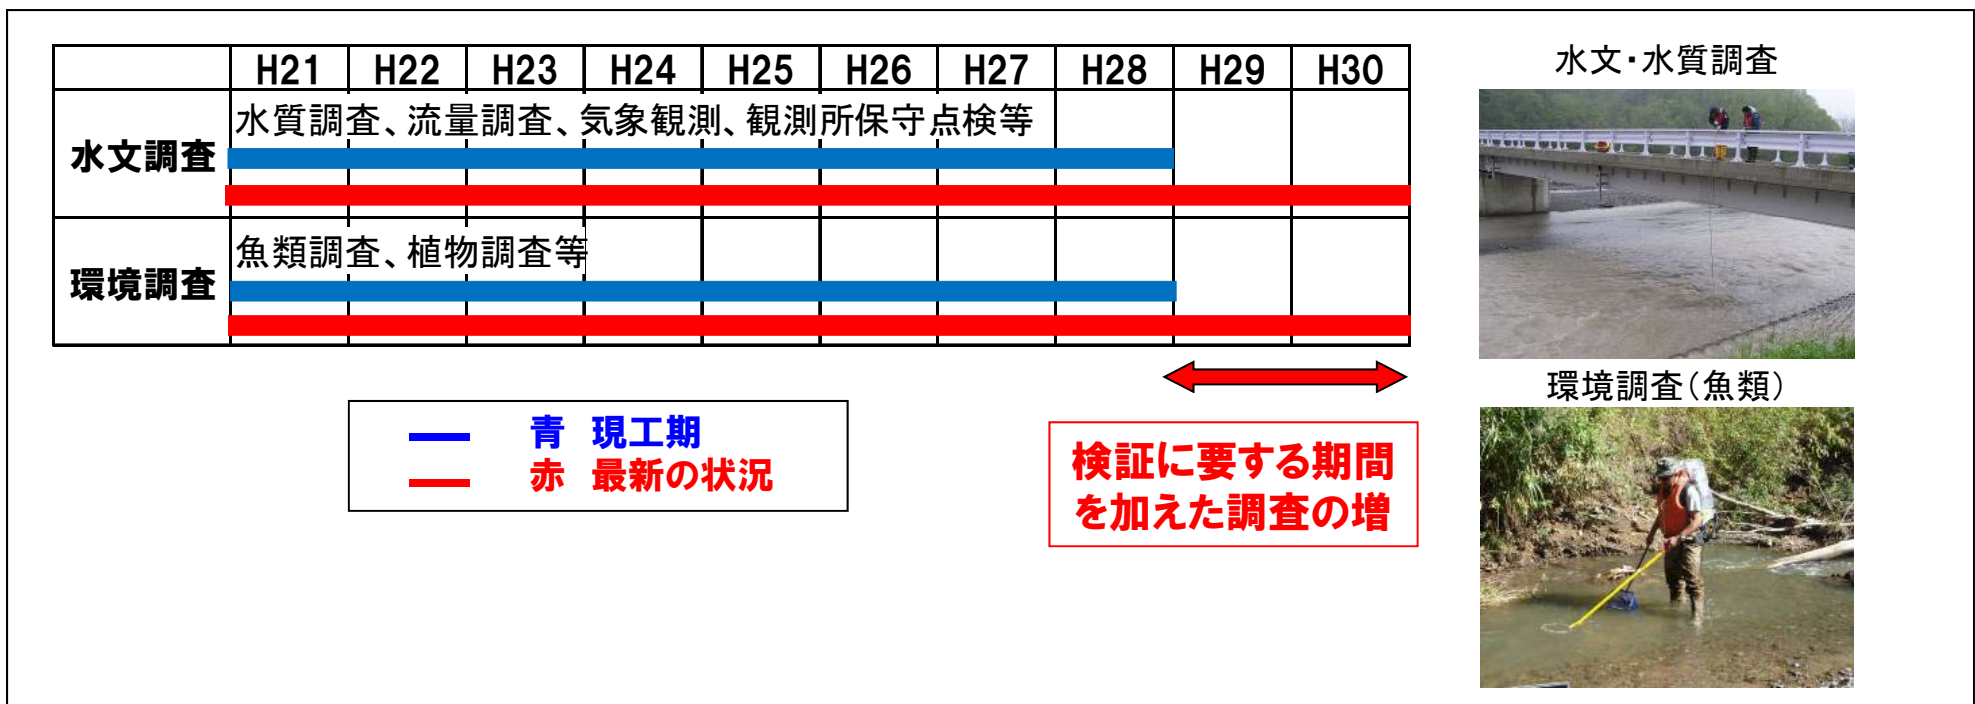 H21 H22 H23 H24 H25 H26 H27 H28 H29 H30
水文調査
水質調査、流量調査、気象観測、観測所保守点検等
環境調査
魚類調査、植物調査等
青 現工期
赤 最新の状況
検証に要する期間
を加えた調査の増
水文・水質調査
環境調査(魚類)